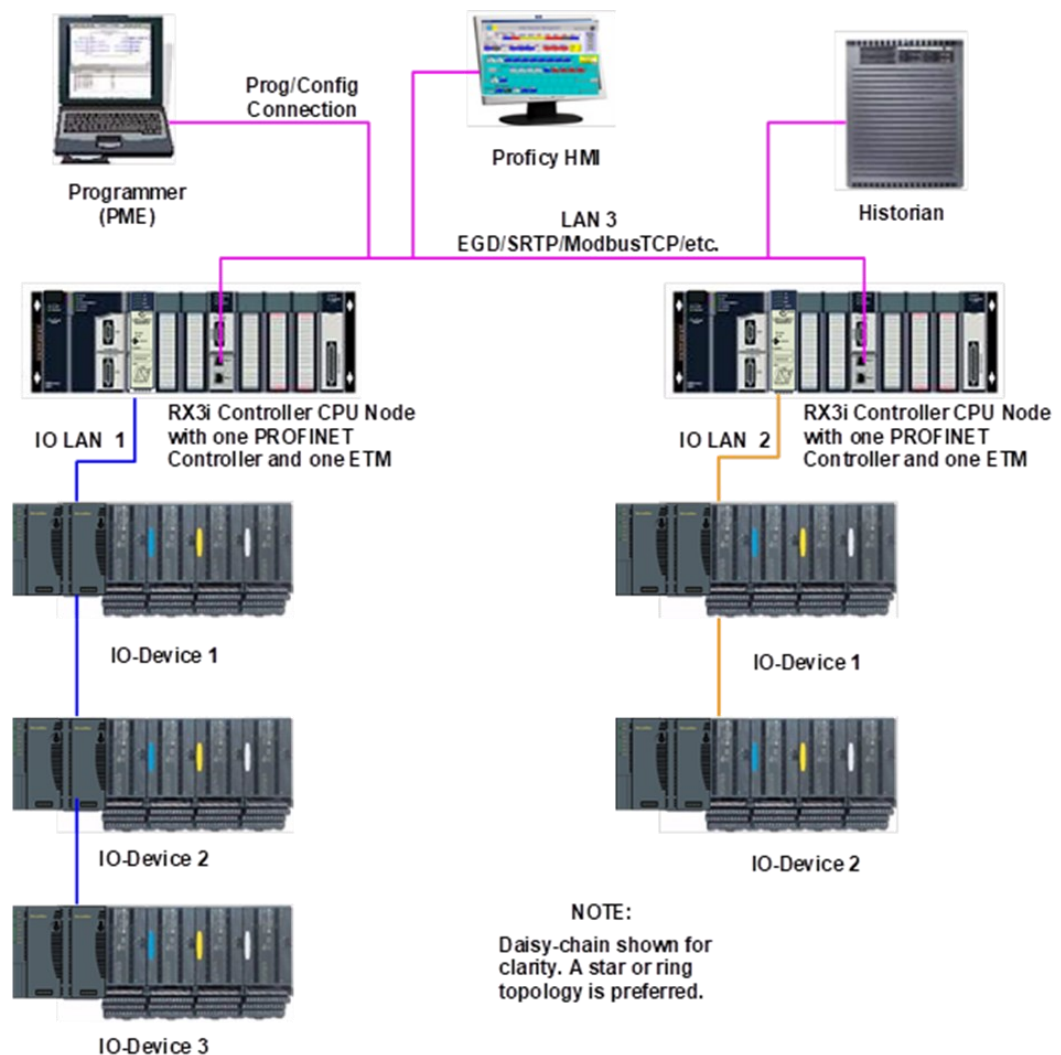 Prog/Config
Connection
Programmer
(PME)
Proficy HMI
Historian
LAN 3
EGD/SRTP/ModbusTCP/etc.
IO LAN 1
RX3i Controller CPU Node
with one PROFINET
Controller and one ETM
IO LAN 2
RX3i Controller CPU Node
with one PROFINET
Controller and one ETM
IO-Device 1
IO-Device 1
IO-Device 2
IO-Device 2
NOTE:
Daisy-chain shown for
clarity. A star or ring
topology is preferred.
IO-Device 3